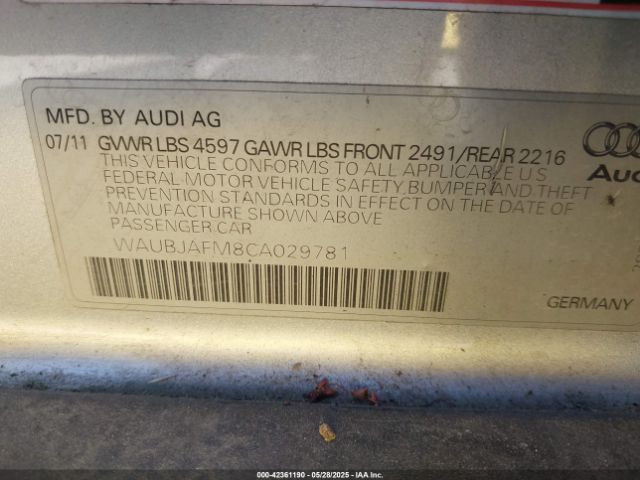 MFD. BY AUDI AG
07/11 GVWR LBS 4597 GAWR LBS FRONT 2491/REAR 2216
THIS VEHICLE CONFORMS TO ALL APPLICABLE U S
FEDERAL MOTOR VEHICLE SAFETY, BUMPER AND THEFT
PREVENTION STANDARDS IN EFFECT ON THE DATE OF
MANUFACTURE SHOWN ABOVE
PASSENGER CAR
WAUBJAFM8CA029781
GERMANY
000-42361190 - 05/28/2025 - IAA Inc.